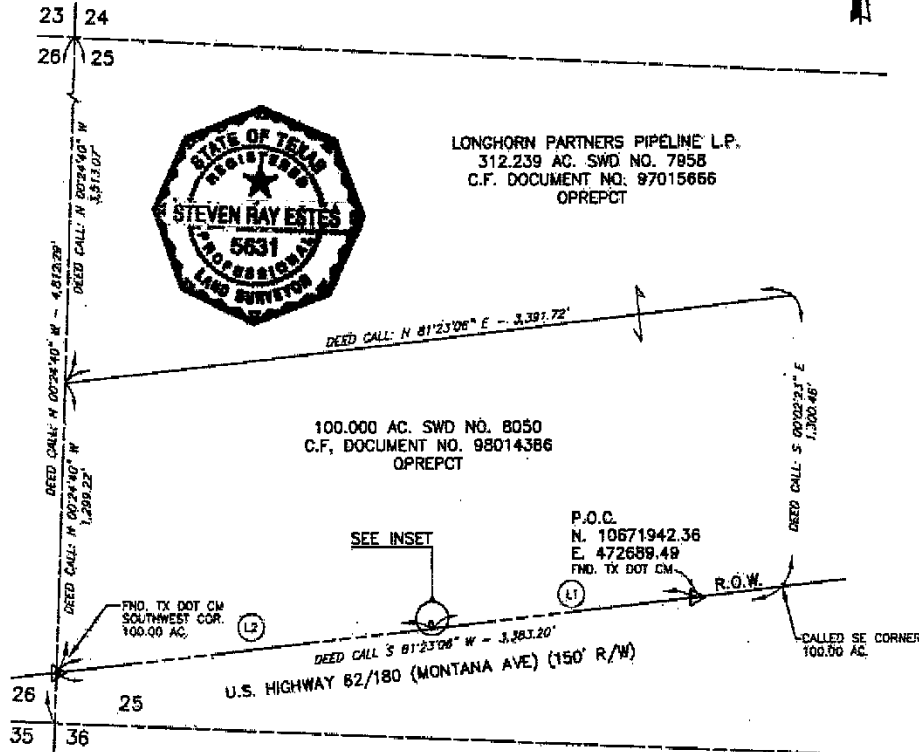 23 24
26 25
DEED CALL: N 00°24'40" W
3,513.07'
DEED CALL: N 00°24'40" W - 4,812.29'
STATE OF TEXAS
REGISTERED
STEVEN RAY ESTES
5631
PROFESSIONAL
LAND SURVEYOR
LONGHORN PARTNERS PIPELINE L.P.
312.239 AC. SWD NO. 7958
C.F. DOCUMENT NO. 97015666
OPREPCT
DEED CALL: N 81°23'06" E - 3,391.72'
100.000 AC. SWD NO. 8050
C.F. DOCUMENT NO. 98014386
OPREPCT
DEED CALL: S 00°02'23" E
1,300.46'
DEED CALL: N 00°24'40" W
1,299.22'
SEE INSET
P.O.C.
N. 10671942.36
E. 472689.49
FND. TX DOT CM
R.O.W.
L1
FND. TX DOT CM
SOUTHWEST COR.
100.00 AC.
L2
CALLED SE CORNER
100.00 AC.
DEED CALL S 81°23'06" W - 3,383.20'
U.S. HIGHWAY 62/180 (MONTANA AVE) (150' R/W)
26 25
35 36